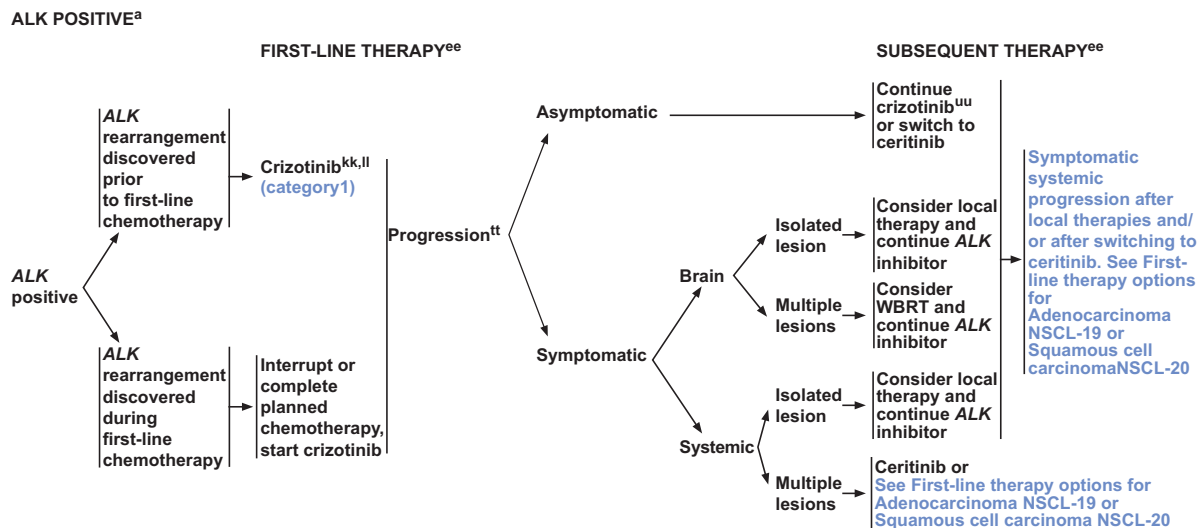 ALK POSITIVEa
FIRST-LINE THERAPYee
SUBSEQUENT THERAPYee
ALK
positive
ALK
rearrangement
discovered
prior
to first-line
chemotherapy
Crizotinibkk,ll
(category1)
ALK
rearrangement
discovered
during
first-line
chemotherapy
Interrupt or
complete
planned
chemotherapy,
start crizotinib
Progressiontt
Asymptomatic
Continue
crizotinibuu
or switch to
ceritinib
Symptomatic
Brain
Isolated
lesion
Consider local
therapy and
continue ALK
inhibitor
Multiple
lesions
Consider
WBRT and
continue ALK
inhibitor
Systemic
Isolated
lesion
Consider local
therapy and
continue ALK
inhibitor
Multiple
lesions
Ceritinib or
See First-line therapy options for
Adenocarcinoma NSCL-19 or
Squamous cell carcinoma NSCL-20
Symptomatic
systemic
progression after
local therapies and/
or after switching to
ceritinib. See First-
line therapy options
for
Adenocarcinoma
NSCL-19 or
Squamous cell
carcinomaNSCL-20